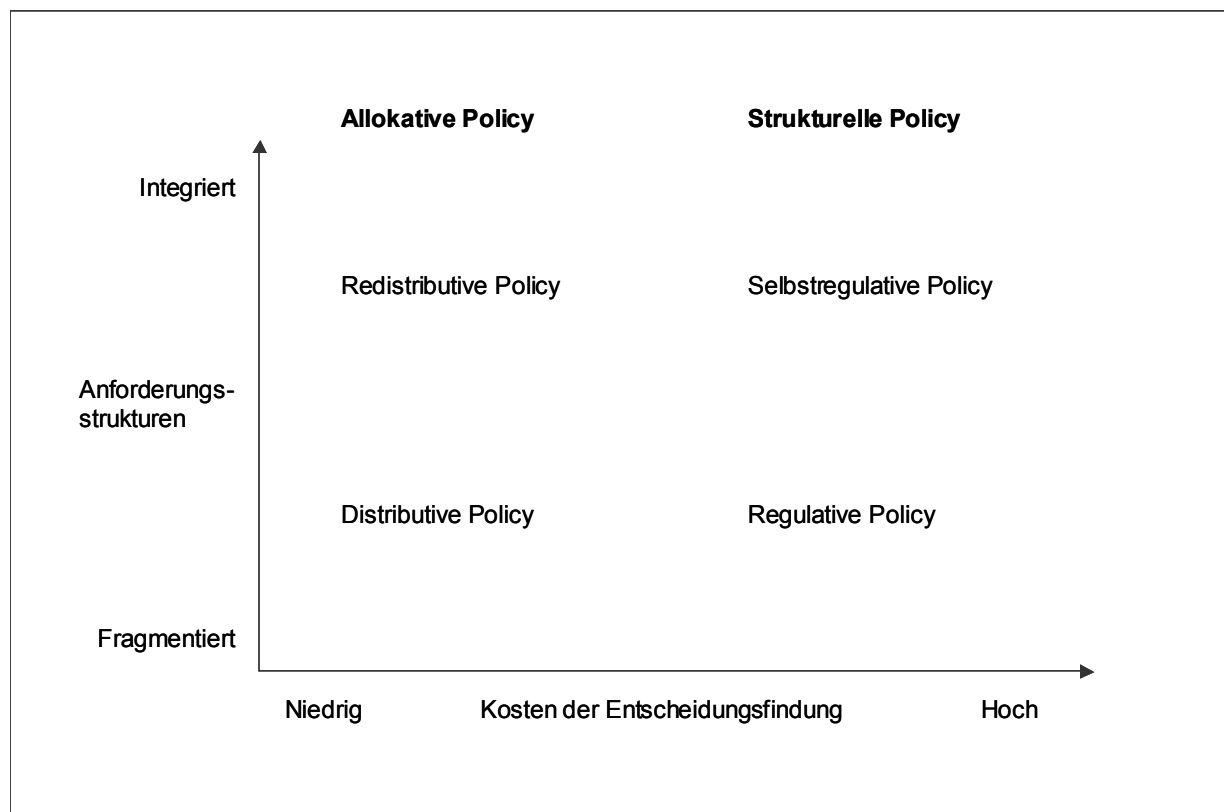 Allokative Policy
Strukturelle Policy
Integriert
Redistributive Policy
Selbstregulative Policy
Anforderungs-
strukturen
Distributive Policy
Regulative Policy
Fragmentiert
Niedrig
Kosten der Entscheidungsfindung
Hoch